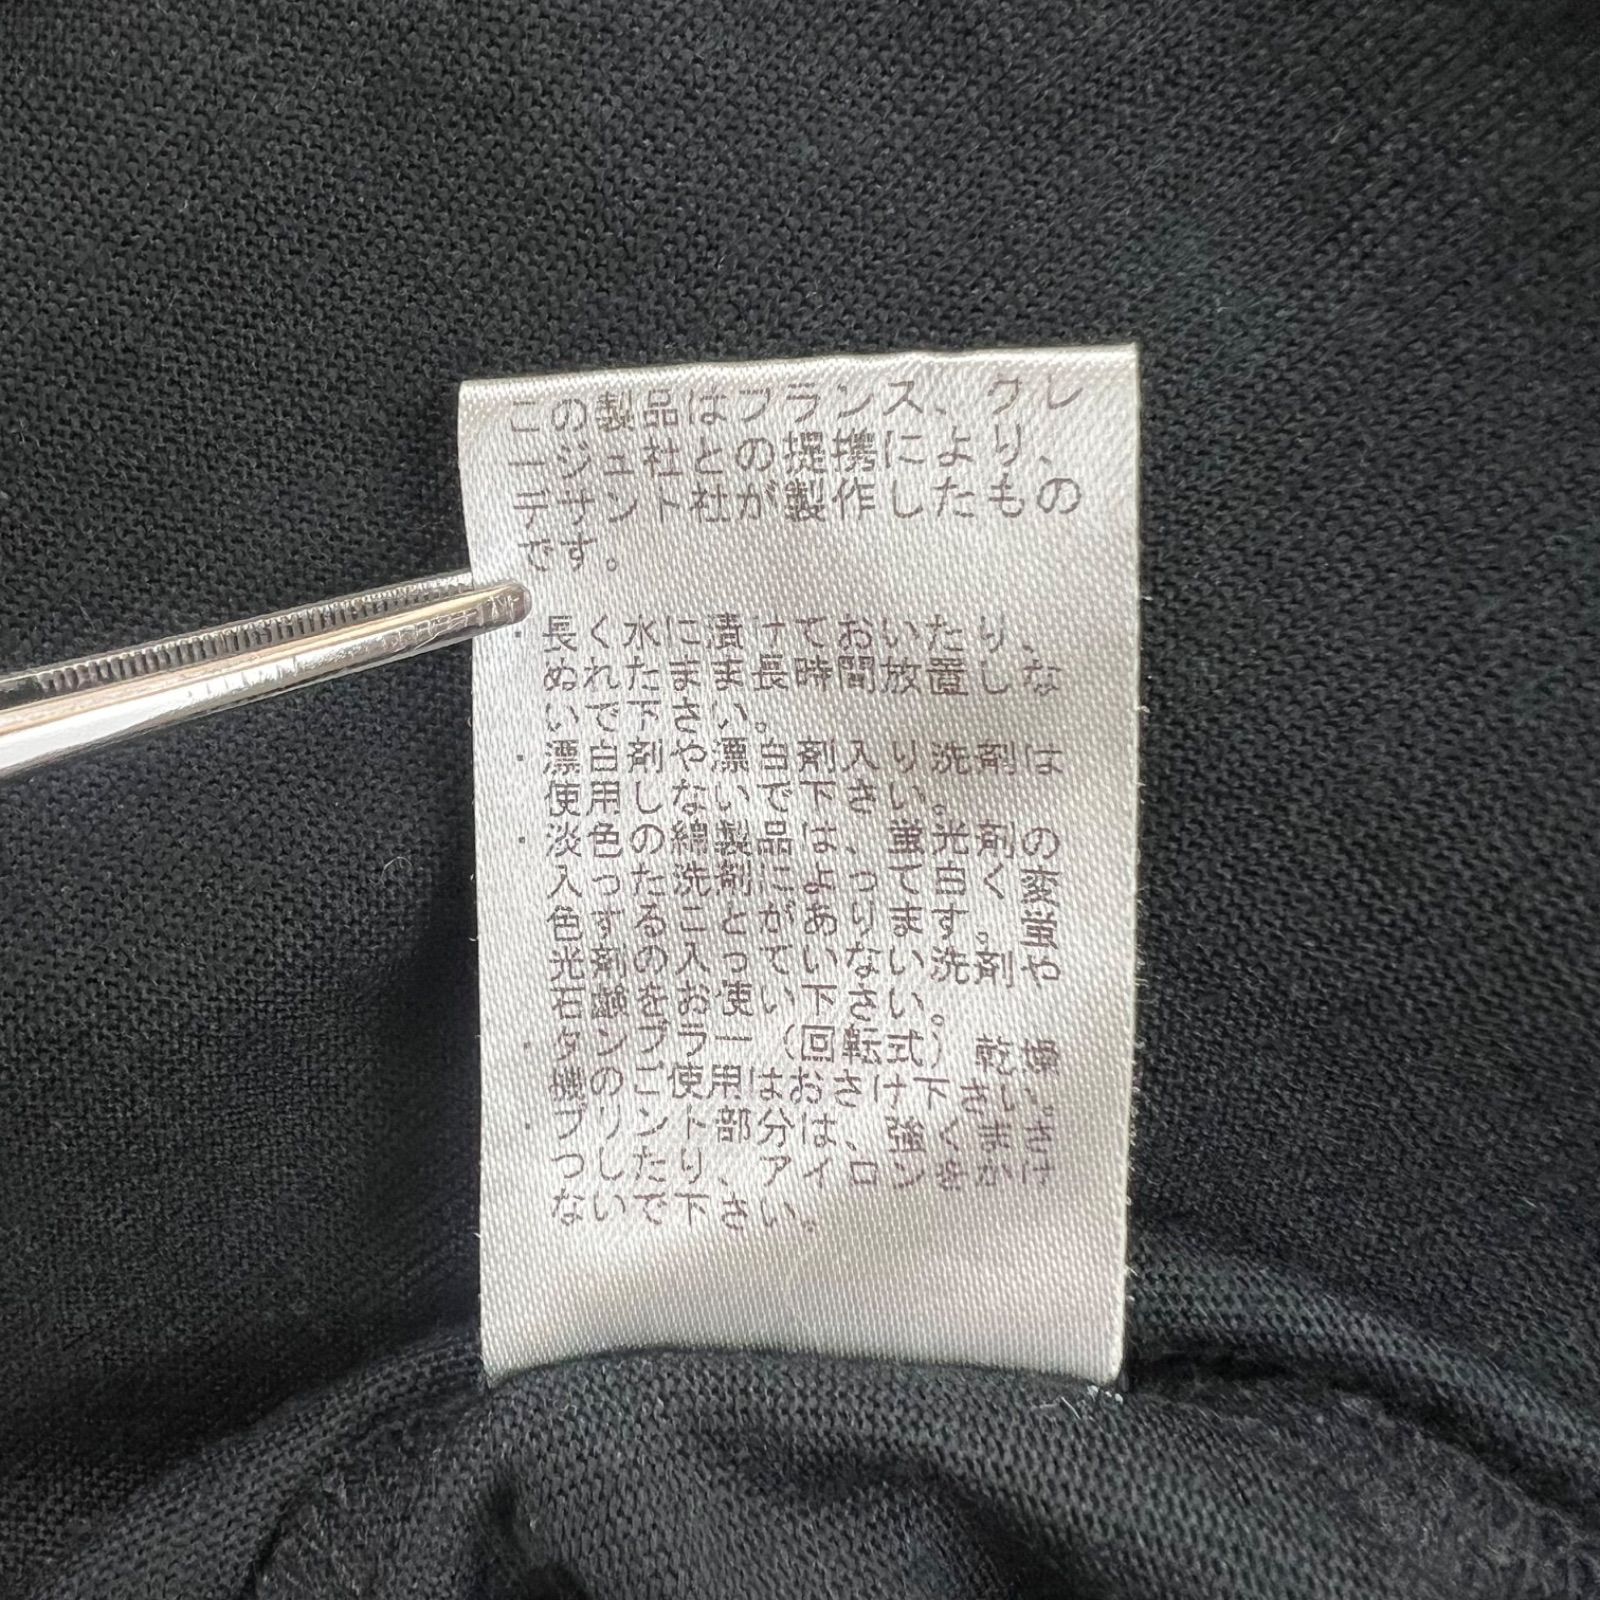 この製品はフランス、クレ
ージュ社との提携により、
デサント社が製作したもの
です。
・長く水に漬けておいたり、
ぬれたまま長時間放置しな
いで下さい。
・漂白剤や漂白剤入り洗剤は
使用しないで下さい。
・淡色の綿製品は、蛍光剤の
入った洗剤によって白く変
色することがあります。蛍
光剤の入っていない洗剤や
石鹸をお使い下さい。
・タンブラー（回転式）乾燥
機のご使用はおさけ下さい。
・プリント部分は、強くまさ
つしたり、アイロンをかけ
ないで下さい。